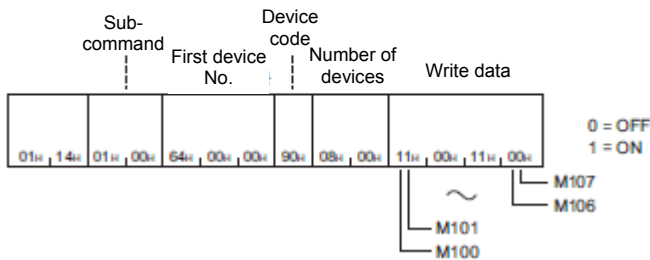 Sub-
command
First device
No.
Device
code
Number of
devices
Write data
01H 14H 01H 00H 64H 00H 00H 90H 08H 00H 11H 00H 11H 00H
0 = OFF
1 = ON
M107
M106
M101
M100